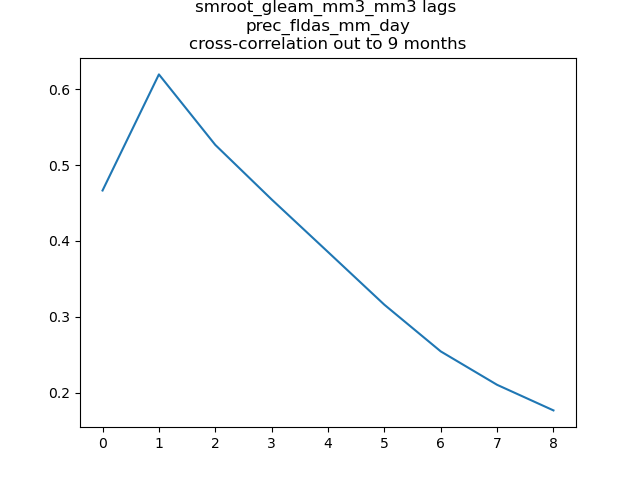 smroot_gleam_mm3_mm3 lags
prec_fldas_mm_day
cross-correlation out to 9 months
0.6
0.5
0.4
0.3
0.2
0 1 2 3 4 5 6 7 8